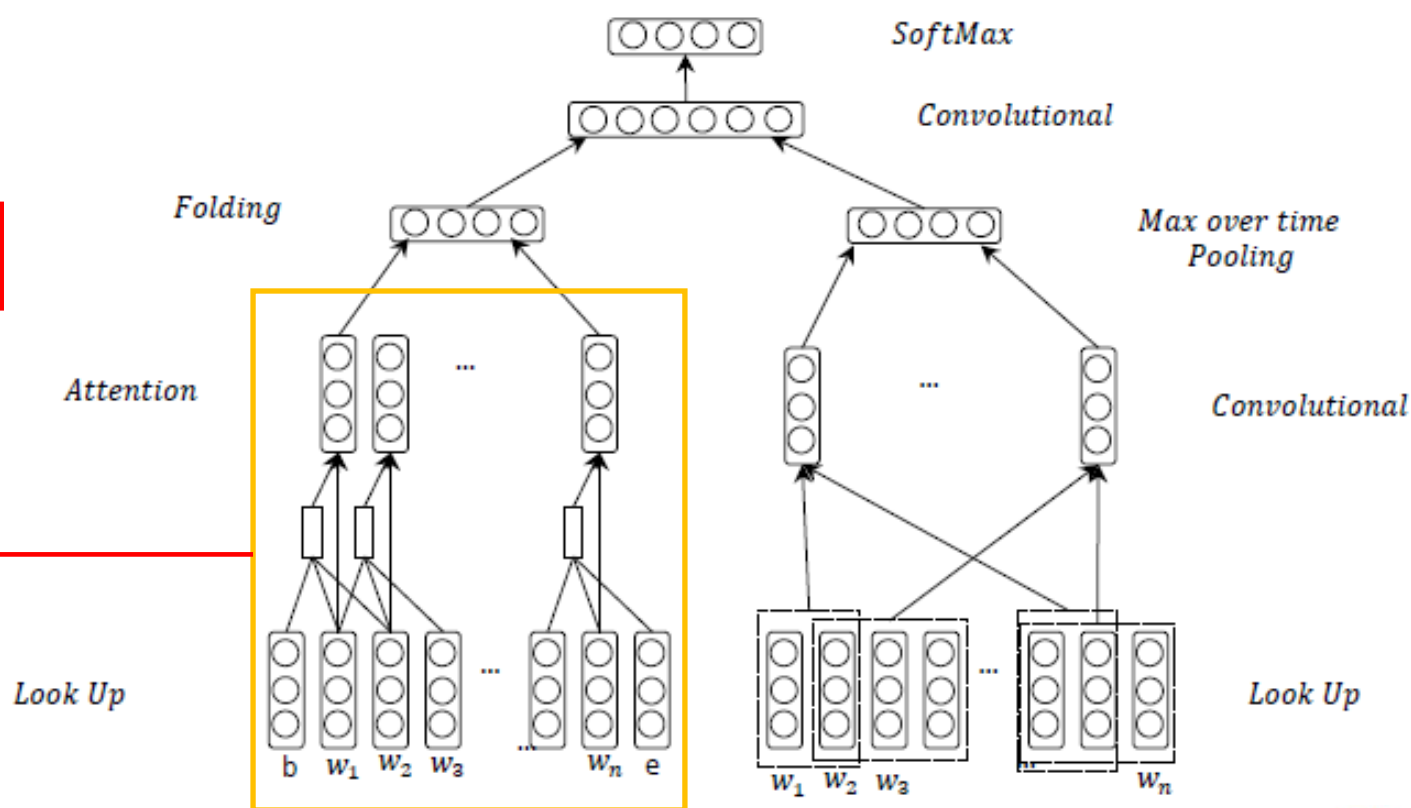 SoftMax
Convolutional
Folding
Max over time
Pooling
...
...
Attention
Convolutional
...
...
Look Up
Look Up
...
b w₁ w₂ w₃ wₙ e
...
w₁ w₂ w₃ wₙ